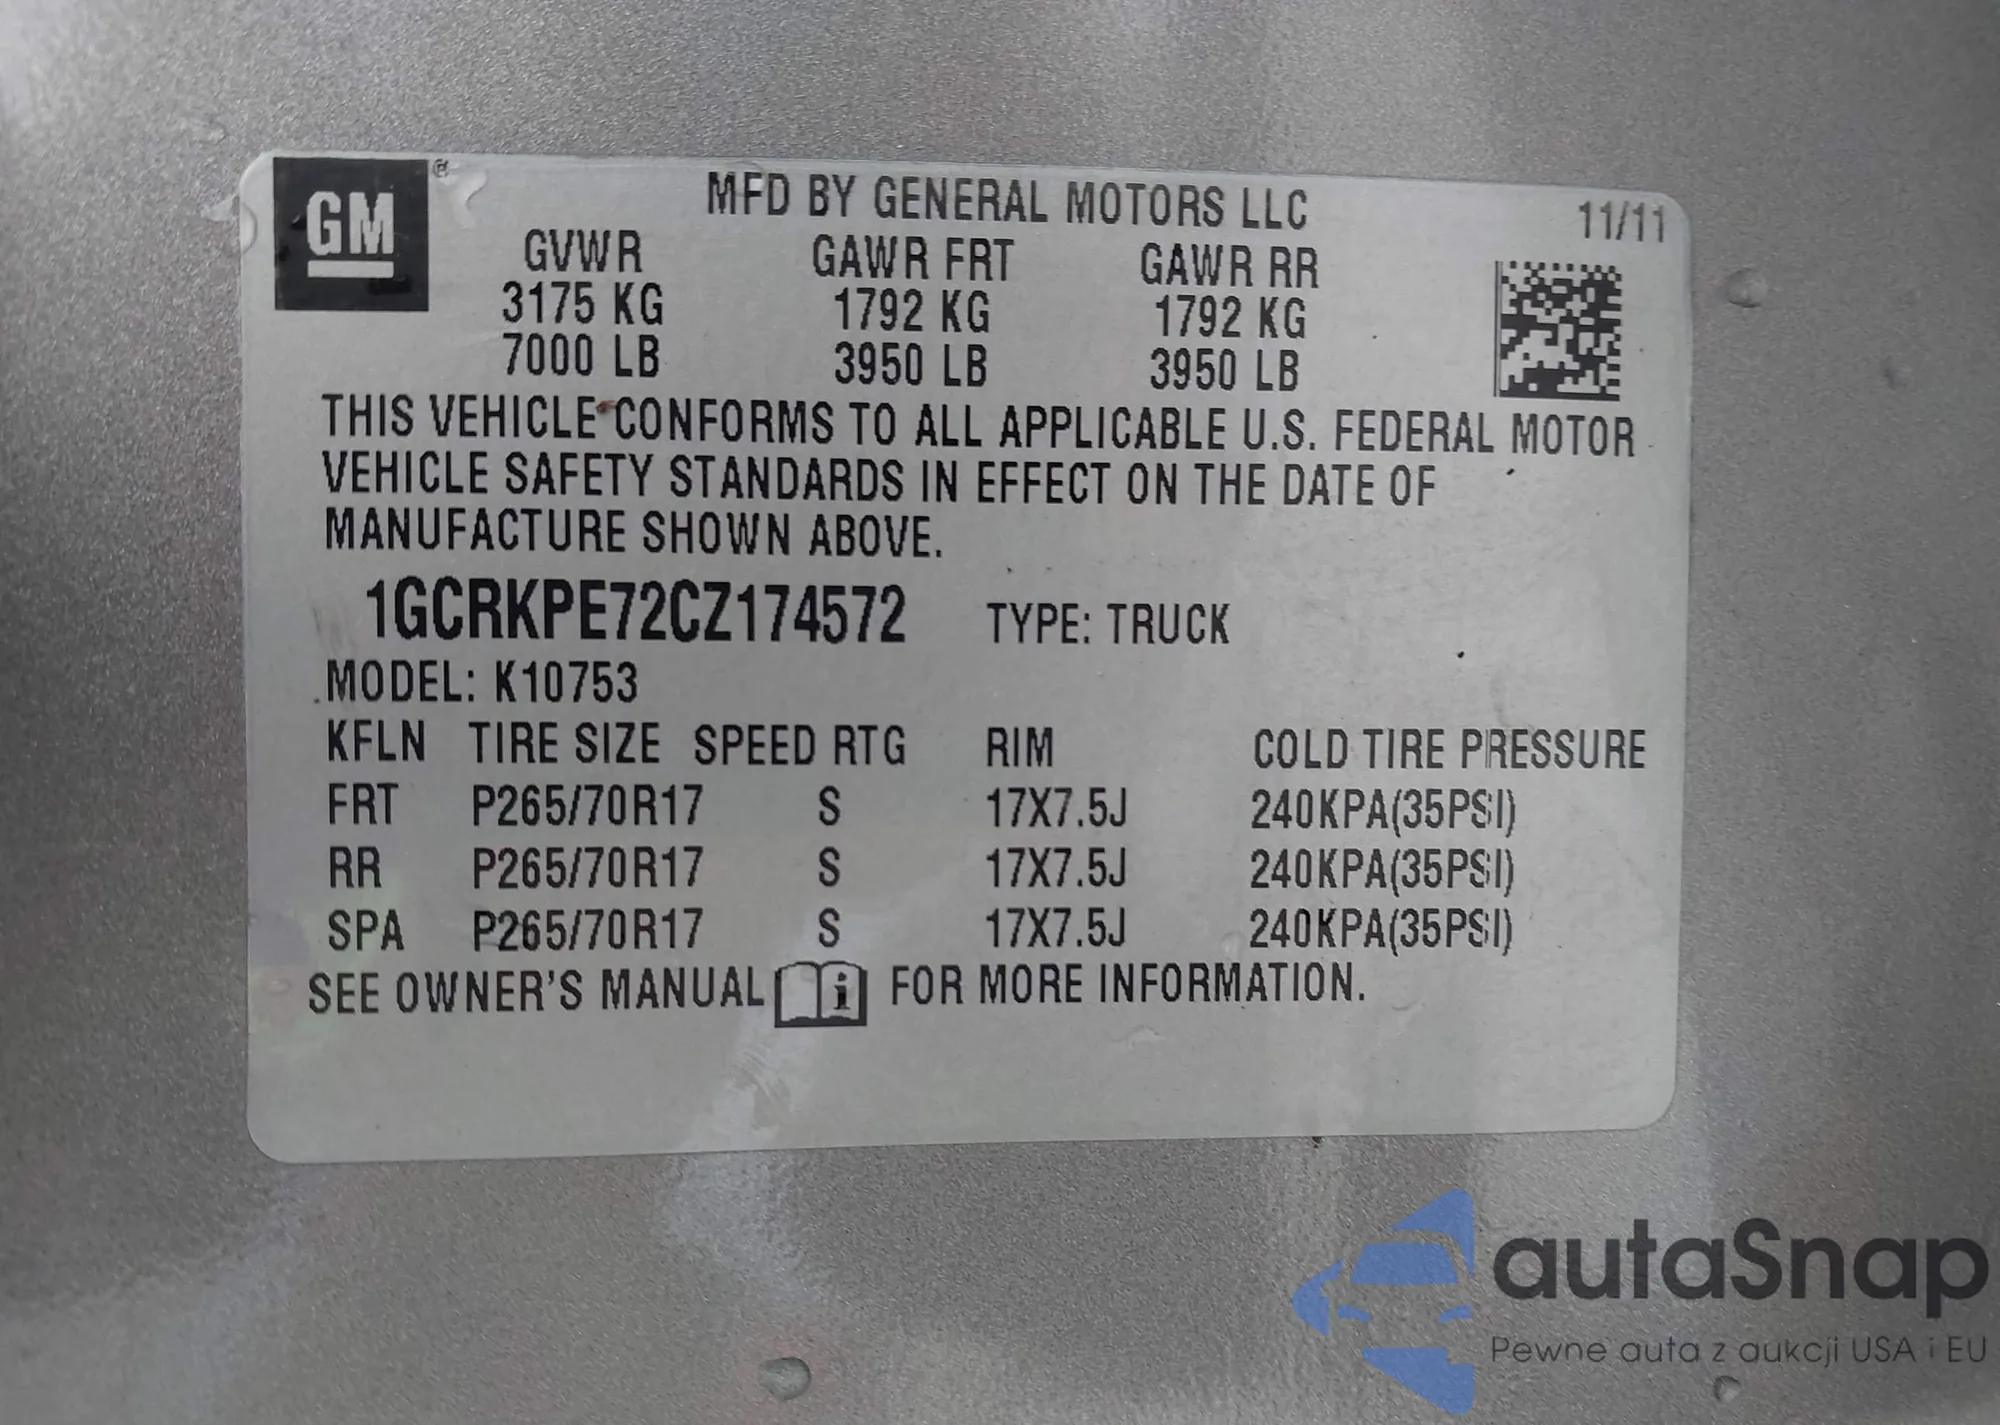 GM ®
MFD BY GENERAL MOTORS LLC 11/11
GVWR GAWR FRT GAWR RR
3175 KG 1792 KG 1792 KG
7000 LB 3950 LB 3950 LB
THIS VEHICLE CONFORMS TO ALL APPLICABLE U.S. FEDERAL MOTOR
VEHICLE SAFETY STANDARDS IN EFFECT ON THE DATE OF
MANUFACTURE SHOWN ABOVE.
1GCRKPE72CZ174572 TYPE: TRUCK
MODEL: K10753
KFLN TIRE SIZE SPEED RTG RIM COLD TIRE PRESSURE
FRT P265/70R17 S 17X7.5J 240KPA(35PSI)
RR P265/70R17 S 17X7.5J 240KPA(35PSI)
SPA P265/70R17 S 17X7.5J 240KPA(35PSI)
SEE OWNER'S MANUAL i FOR MORE INFORMATION.
autaSnap
Pewne auta z aukcji USA i EU